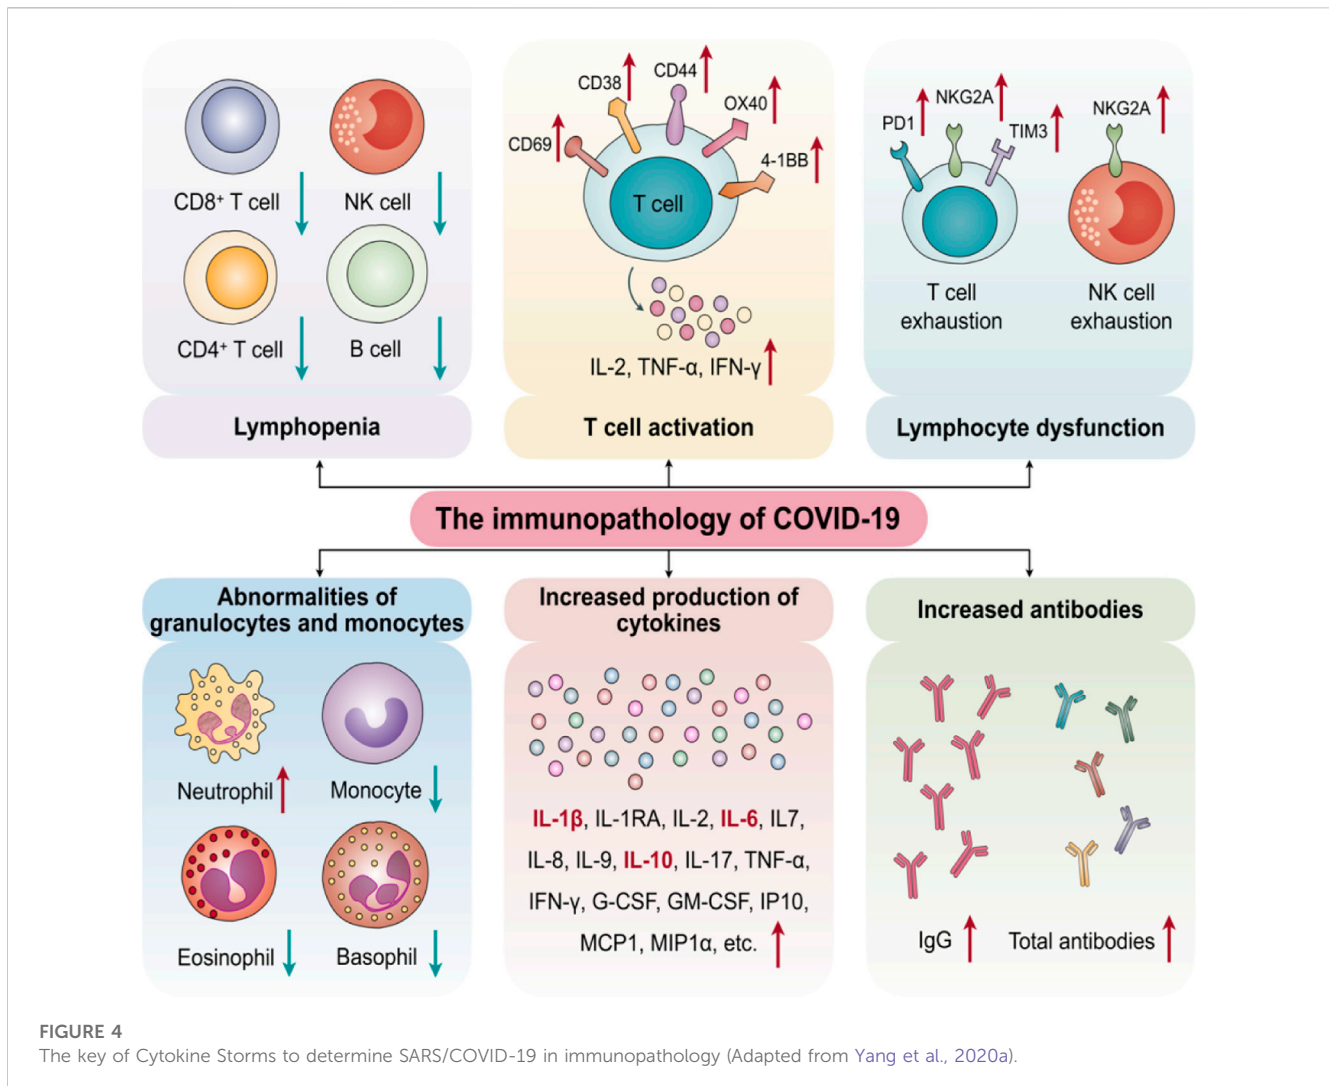 CD8⁺ T cell
NK cell
CD4⁺ T cell
B cell
Lymphopenia
CD69
CD38
CD44
OX40
4-1BB
T cell
IL-2, TNF-α, IFN-γ
T cell activation
PD1
NKG2A
TIM3
NKG2A
T cell
exhaustion
NK cell
exhaustion
Lymphocyte dysfunction
The immunopathology of COVID-19
Abnormalities of
granulocytes and monocytes
Neutrophil
Monocyte
Eosinophil
Basophil
Increased production of
cytokines
IL-1β, IL-1RA, IL-2, IL-6, IL7,
IL-8, IL-9, IL-10, IL-17, TNF-α,
IFN-γ, G-CSF, GM-CSF, IP10,
MCP1, MIP1α, etc.
Increased antibodies
IgG
Total antibodies
FIGURE 4
The key of Cytokine Storms to determine SARS/COVID-19 in immunopathology (Adapted from Yang et al., 2020a).